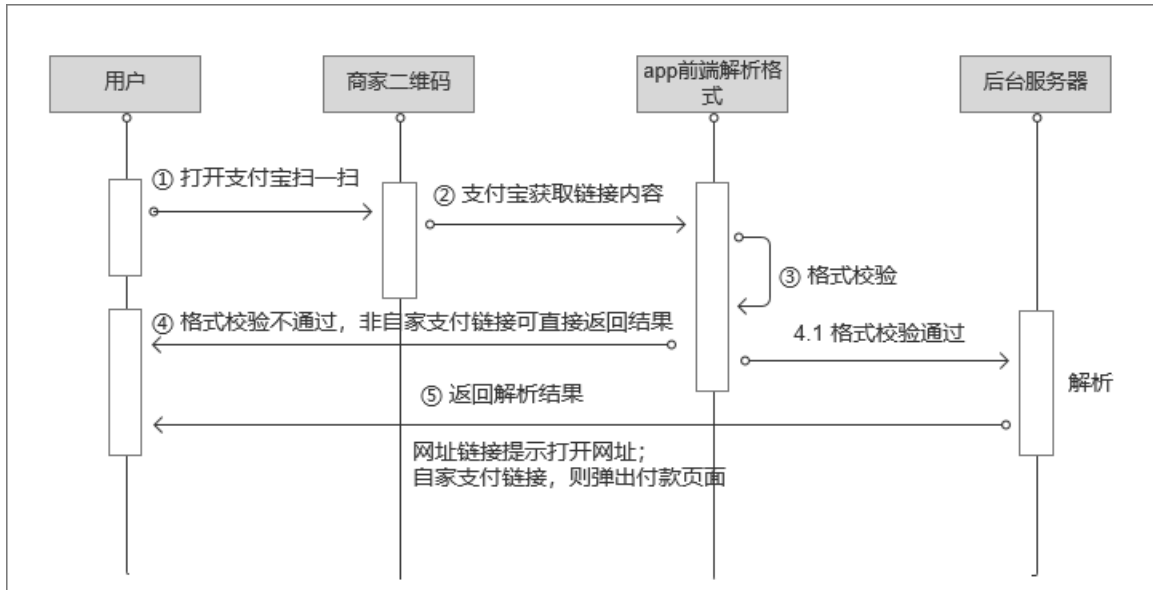 用户
商家二维码
app前端解析格
式
后台服务器
① 打开支付宝扫一扫
② 支付宝获取链接内容
③ 格式校验
④ 格式校验不通过，非自家支付链接可直接返回结果
4.1 格式校验通过
解析
⑤ 返回解析结果
网址链接提示打开网址；
自家支付链接，则弹出付款页面